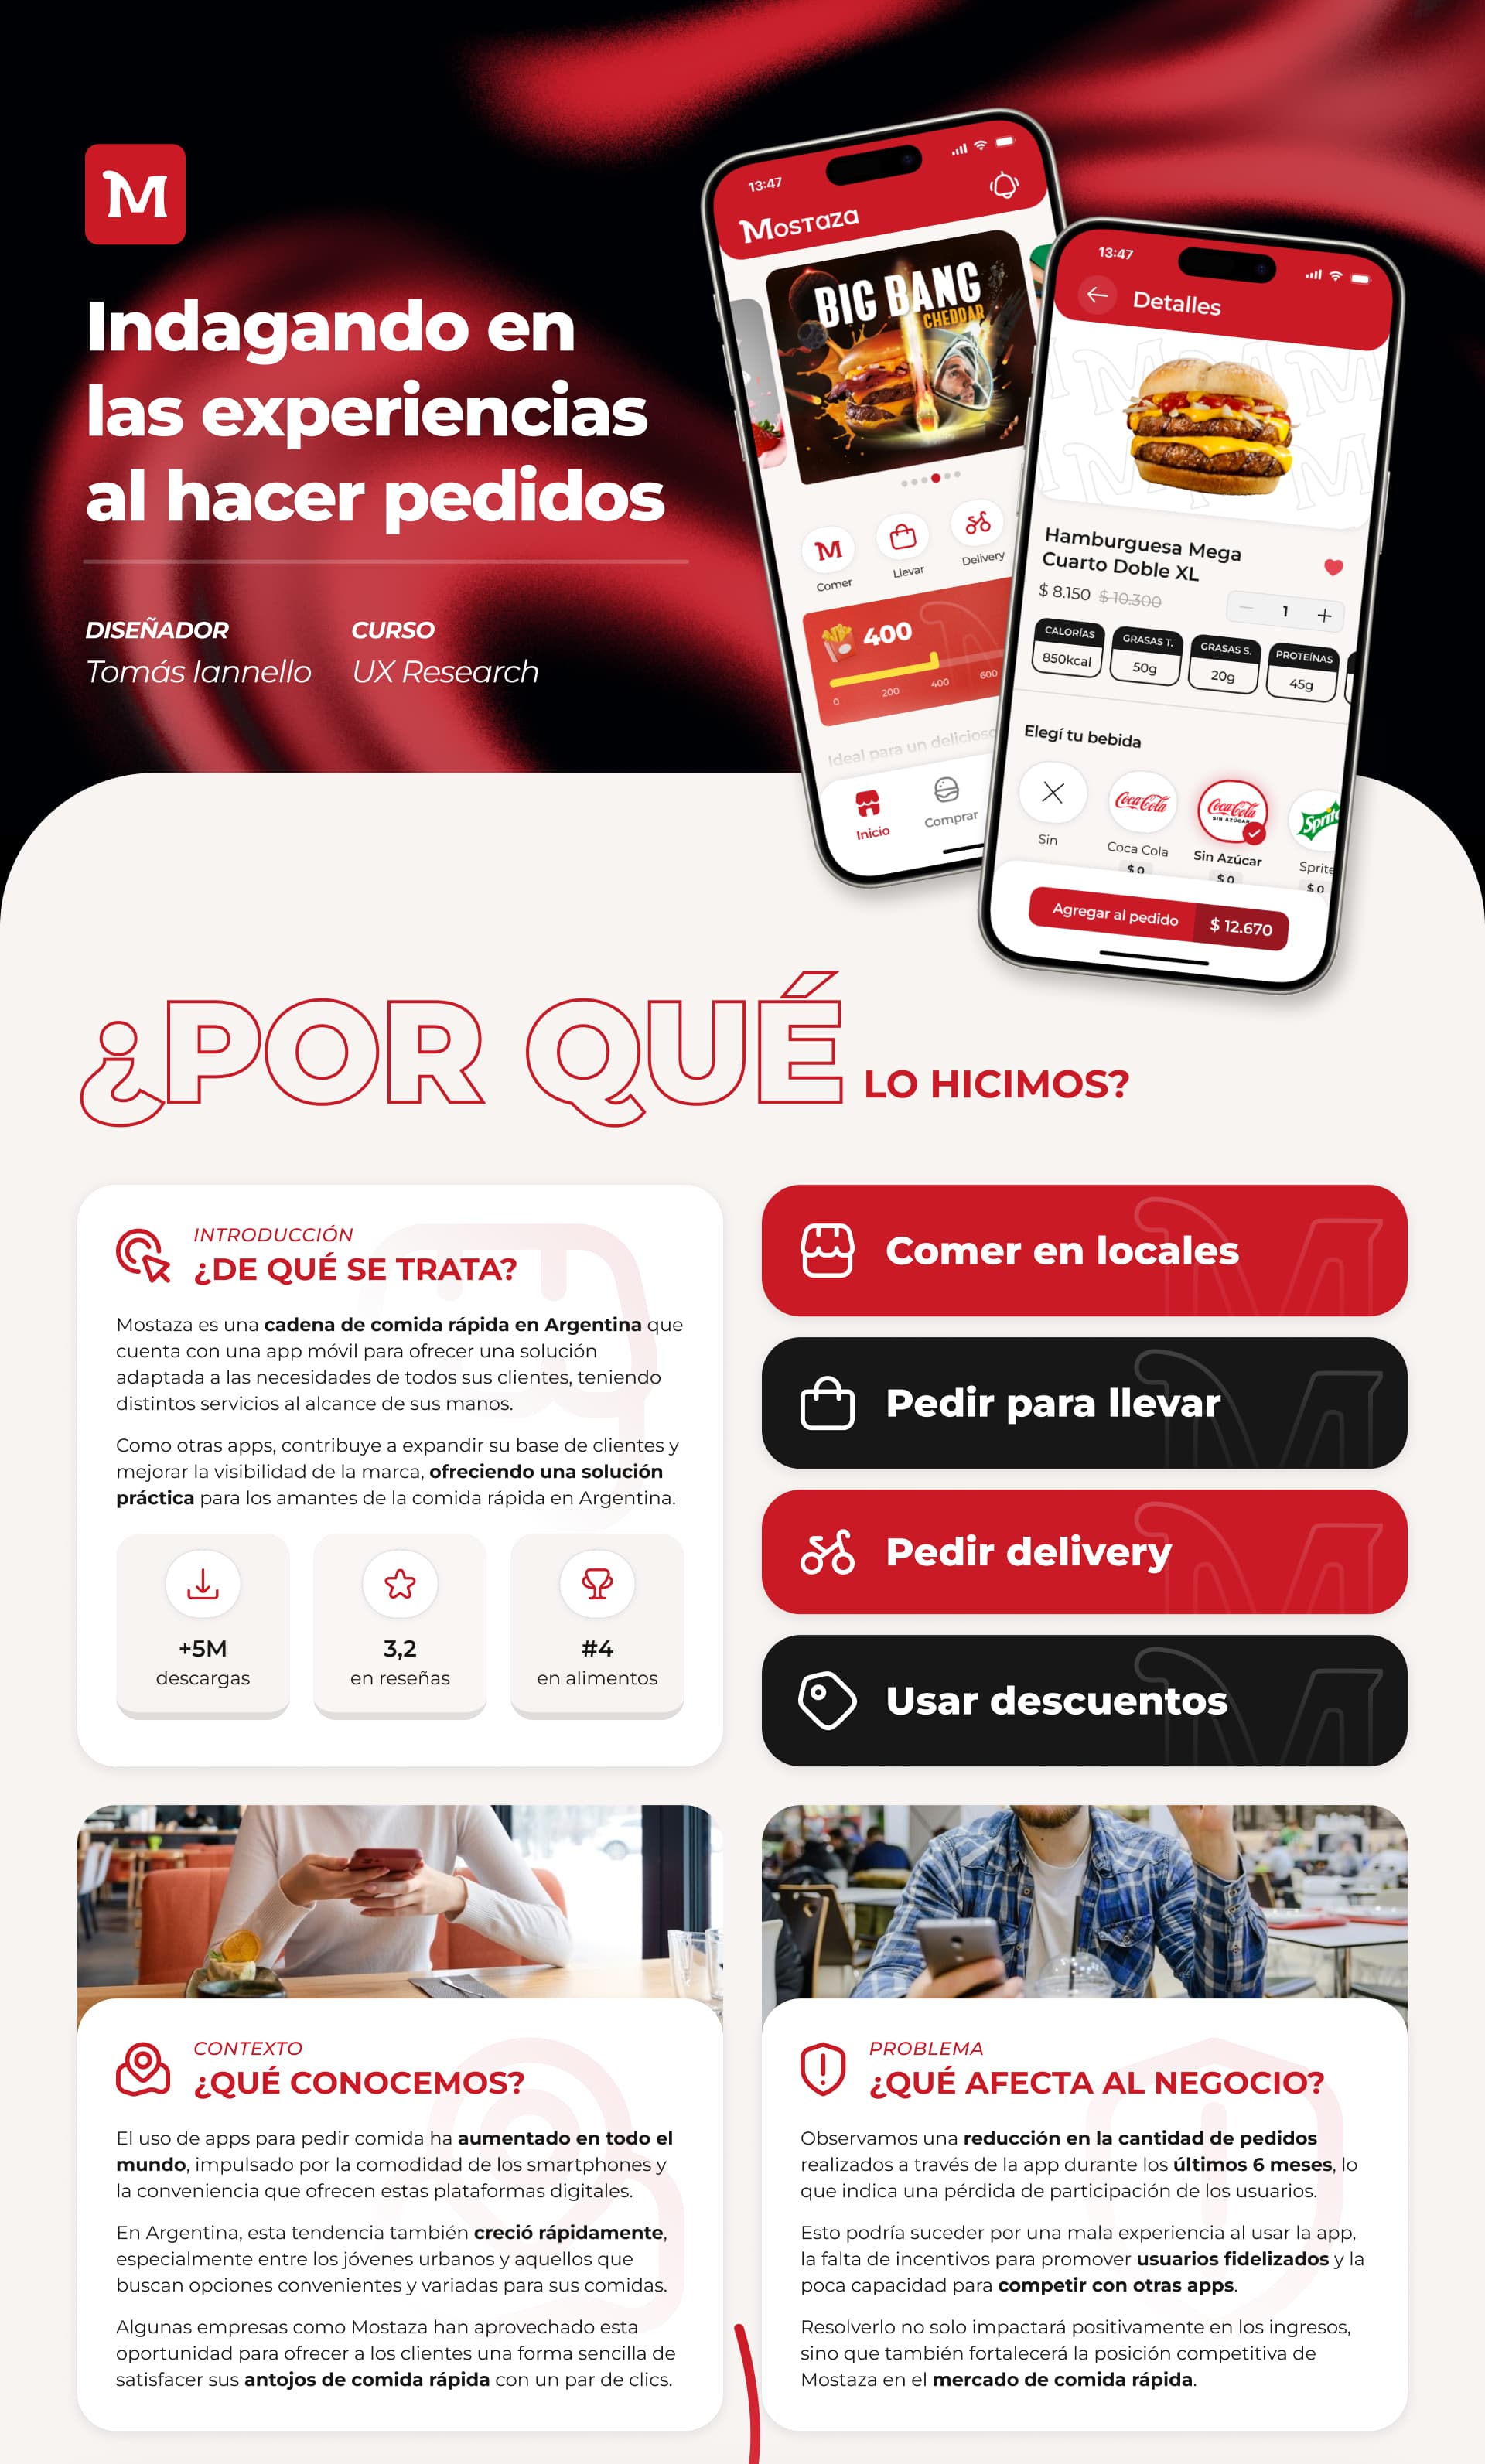 M
Indagando en
las experiencias
al hacer pedidos
DISEÑADOR
Tomás Iannello
CURSO
UX Research
13:47
Mostaza
BIG BANG
CHEDDAR
Comer
Llevar
Delivery
400
0
200
400
600
Ideal para un delicioso
Inicio
Comprar
13:47
Detalles
Hamburguesa Mega
Cuarto Doble XL
$ 8.150 $ 10.300
1
CALORÍAS
850kcal
GRASAS T.
50g
GRASAS S.
20g
PROTEÍNAS
45g
Elegí tu bebida
Coca-Cola
Coca-Cola
SIN AZÚCAR
Sprite
Sin
Coca Cola
$ 0
Sin Azúcar
$ 0
Sprite
$ 0
Agregar al pedido $ 12.670
¿POR QUÉ LO HICIMOS?
INTRODUCCIÓN
¿DE QUÉ SE TRATA?
Mostaza es una cadena de comida rápida en Argentina que
cuenta con una app móvil para ofrecer una solución
adaptada a las necesidades de todos sus clientes, teniendo
distintos servicios al alcance de sus manos.
Como otras apps, contribuye a expandir su base de clientes y
mejorar la visibilidad de la marca, ofreciendo una solución
práctica para los amantes de la comida rápida en Argentina.
+5M
descargas
3,2
en reseñas
#4
en alimentos
Comer en locales
Pedir para llevar
Pedir delivery
Usar descuentos
CONTEXTO
¿QUÉ CONOCEMOS?
El uso de apps para pedir comida ha aumentado en todo el
mundo, impulsado por la comodidad de los smartphones y
la conveniencia que ofrecen estas plataformas digitales.
En Argentina, esta tendencia también creció rápidamente,
especialmente entre los jóvenes urbanos y aquellos que
buscan opciones convenientes y variadas para sus comidas.
Algunas empresas como Mostaza han aprovechado esta
oportunidad para ofrecer a los clientes una forma sencilla de
satisfacer sus antojos de comida rápida con un par de clics.
PROBLEMA
¿QUÉ AFECTA AL NEGOCIO?
Observamos una reducción en la cantidad de pedidos
realizados a través de la app durante los últimos 6 meses, lo
que indica una pérdida de participación de los usuarios.
Esto podría suceder por una mala experiencia al usar la app,
la falta de incentivos para promover usuarios fidelizados y la
poca capacidad para competir con otras apps.
Resolverlo no solo impactará positivamente en los ingresos,
sino que también fortalecerá la posición competitiva de
Mostaza en el mercado de comida rápida.